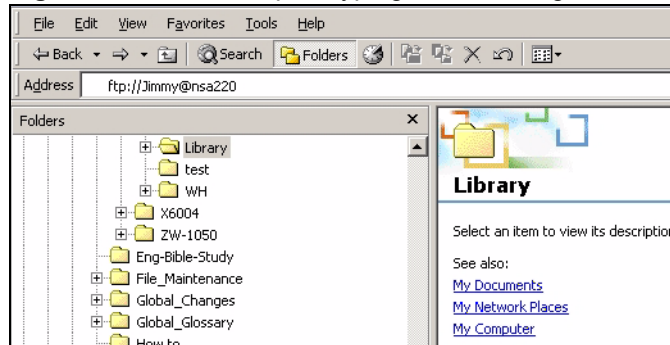 File Edit View Favorites Tools Help
Back Search Folders
Address ftp://Jimmy@nsa220
Folders
Library
test
WH
X6004
ZW-1050
Eng-Bible-Study
File_Maintenance
Global_Changes
Global_Glossary
How to
Library
Select an item to view its description
See also:
My Documents
My Network Places
My Computer